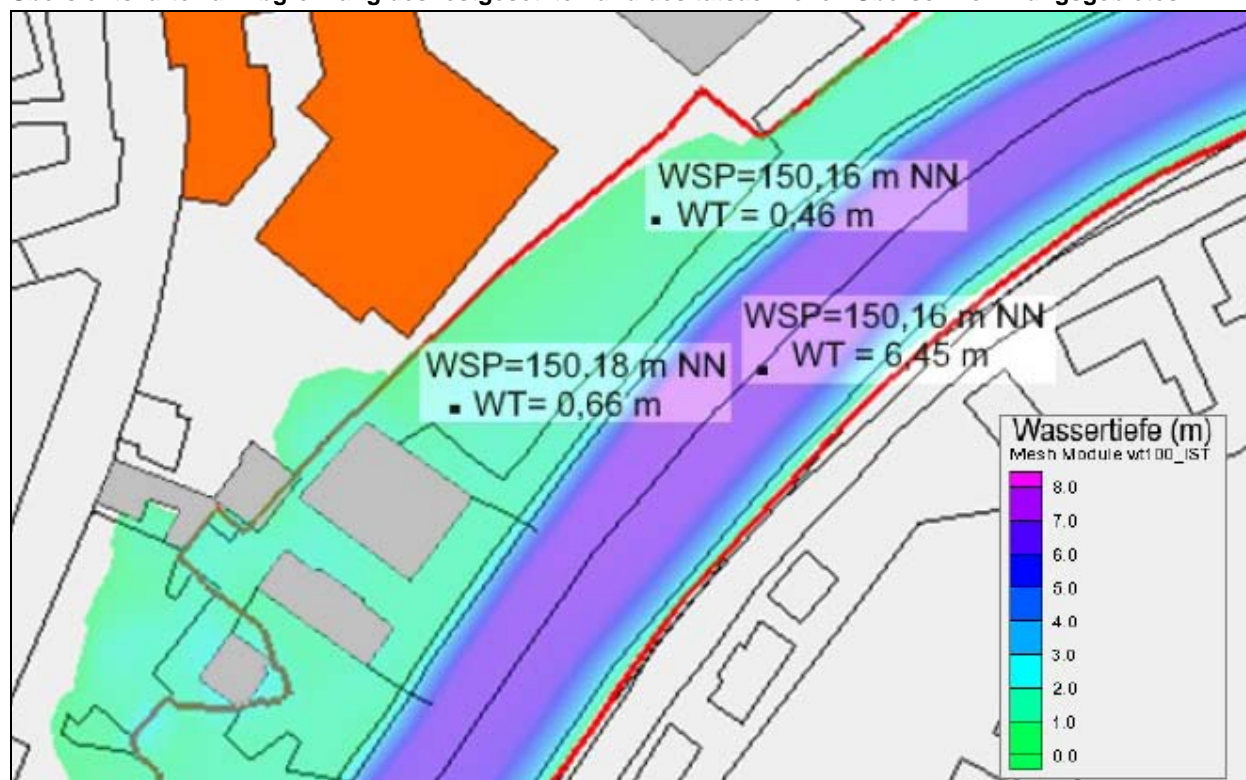 WSP=150,16 m NN
WT = 0,46 m
WSP=150,16 m NN
WT = 6,45 m
WSP=150.18 m NN
WT= 0,66 m
Wassertiefe (m)
Mesh Module wt100_IST
8.0
7.0
6.0
5.0
4.0
3.0
2.0
1.0
0.0